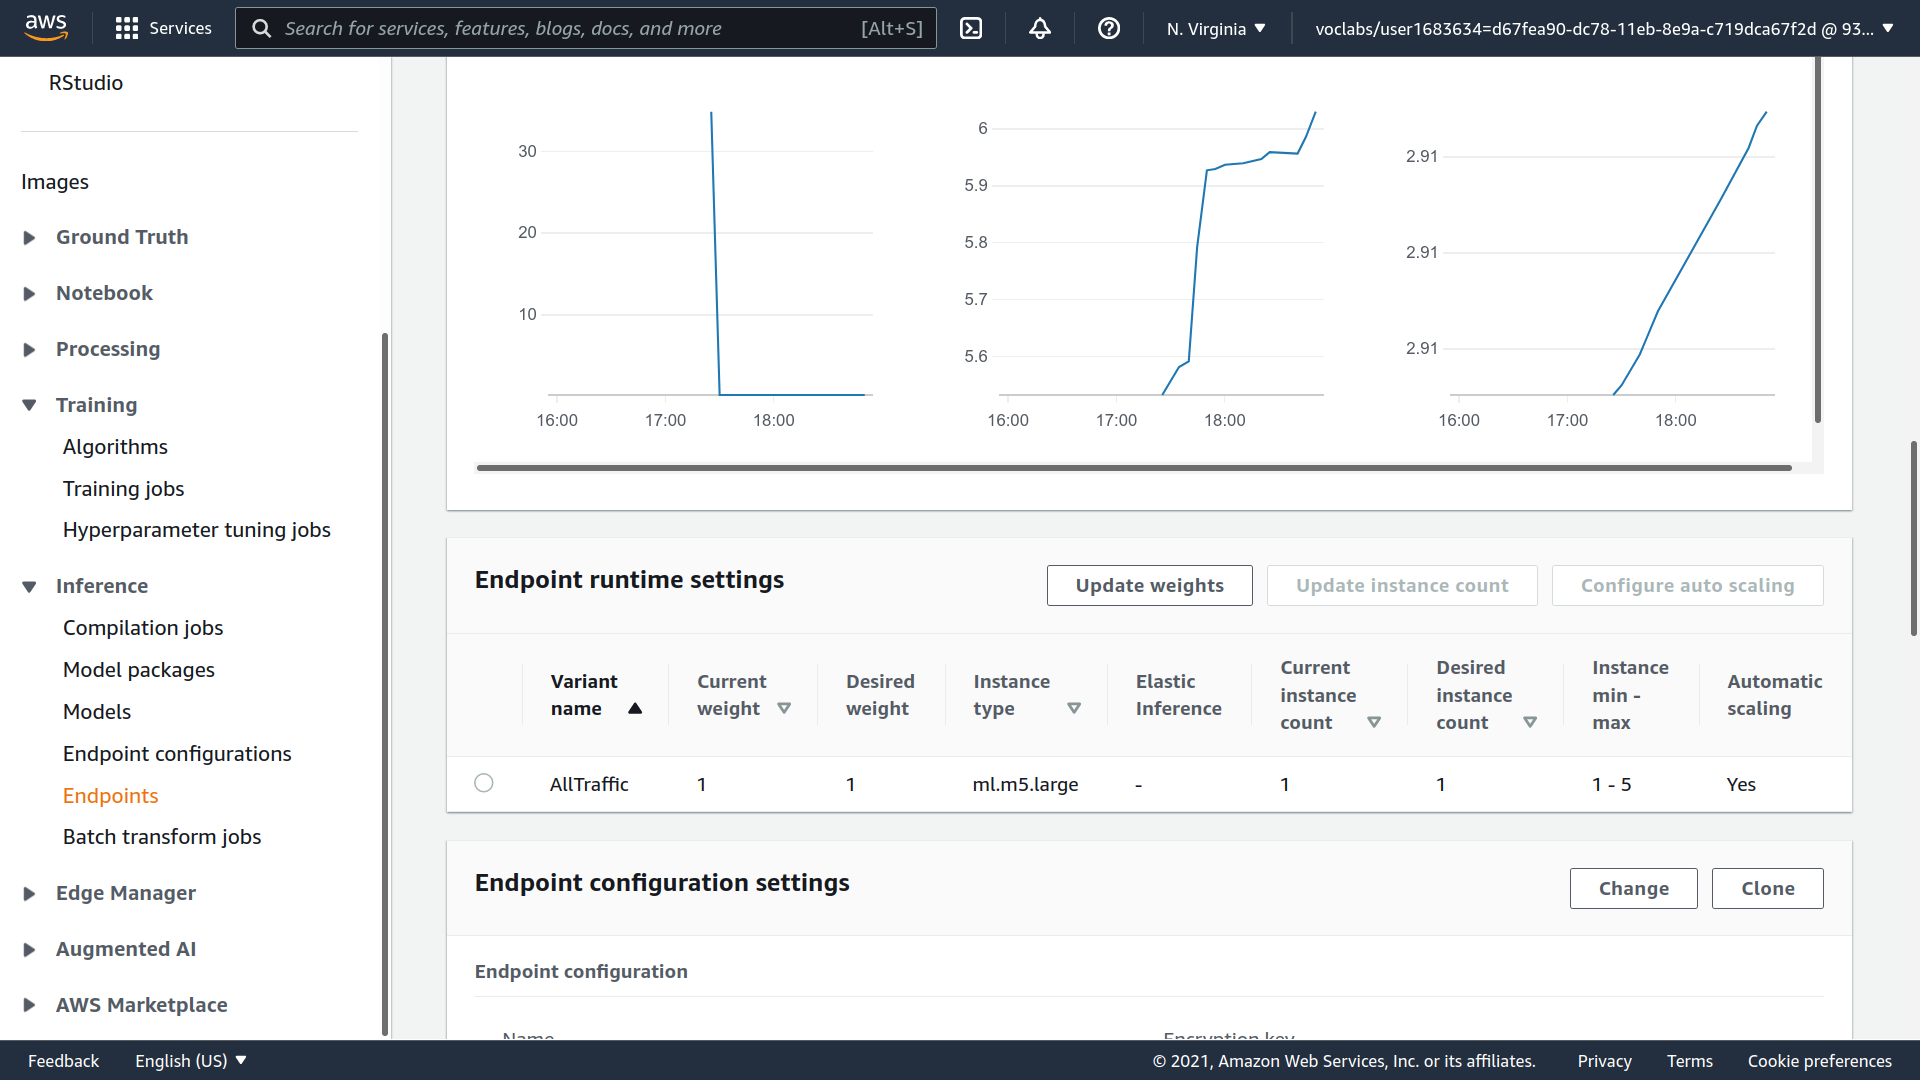 aws
Services
Search for services, features, blogs, docs, and more
[Alt+S]
N. Virginia
voclabs/user1683634=d67fea90-dc78-11eb-8e9a-c719dca67f2d @ 93...
RStudio
Images
Ground Truth
Notebook
Processing
Training
Algorithms
Training jobs
Hyperparameter tuning jobs
Inference
Compilation jobs
Model packages
Models
Endpoint configurations
Endpoints
Batch transform jobs
Edge Manager
Augmented AI
AWS Marketplace
30
20
10
16:00 17:00 18:00
6
5.9
5.8
5.7
5.6
16:00 17:00 18:00
2.91
2.91
2.91
16:00 17:00 18:00
Endpoint runtime settings
Update weights
Update instance count
Configure auto scaling
Variant name
Current weight
Desired weight
Instance type
Elastic Inference
Current instance count
Desired instance count
Instance min - max
Automatic scaling
AllTraffic 1 1 ml.m5.large - 1 1 1 - 5 Yes
Endpoint configuration settings
Change
Clone
Endpoint configuration
Name
Encryption key
Feedback
English (US)
© 2021, Amazon Web Services, Inc. or its affiliates.
Privacy
Terms
Cookie preferences